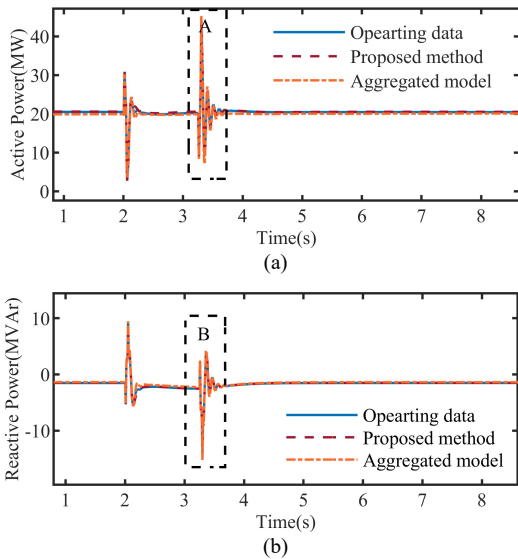 Active Power(MW)
40
30
20
10
0
A
Opearting data
Proposed method
Aggregated model
1 2 3 4 5 6 7 8
Time(s)
(a)
Reactive Power(MVAr)
10
0
-10
B
Opearting data
Proposed method
Aggregated model
1 2 3 4 5 6 7 8
Time(s)
(b)